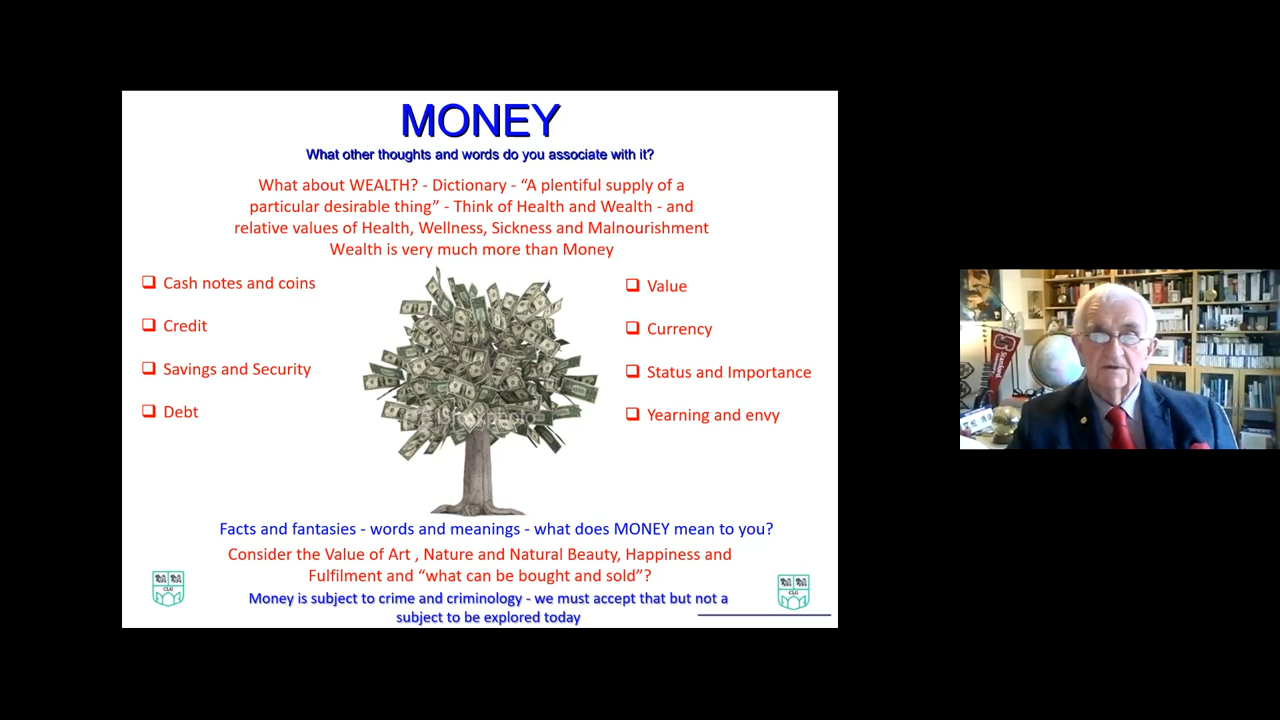 MONEY
What other thoughts and words do you associate with it?
What about WEALTH? - Dictionary - “A plentiful supply of a
particular desirable thing” - Think of Health and Wealth - and
relative values of Health, Wellness, Sickness and Malnourishment
Wealth is very much more than Money
Cash notes and coins
Credit
Savings and Security
Debt
Value
Currency
Status and Importance
Yearning and envy
Facts and fantasies - words and meanings - what does MONEY mean to you?
Consider the Value of Art , Nature and Natural Beauty, Happiness and
Fulfilment and “what can be bought and sold”?
Money is subject to crime and criminology - we must accept that but not a
subject to be explored today
CLG
CLG
Stanford